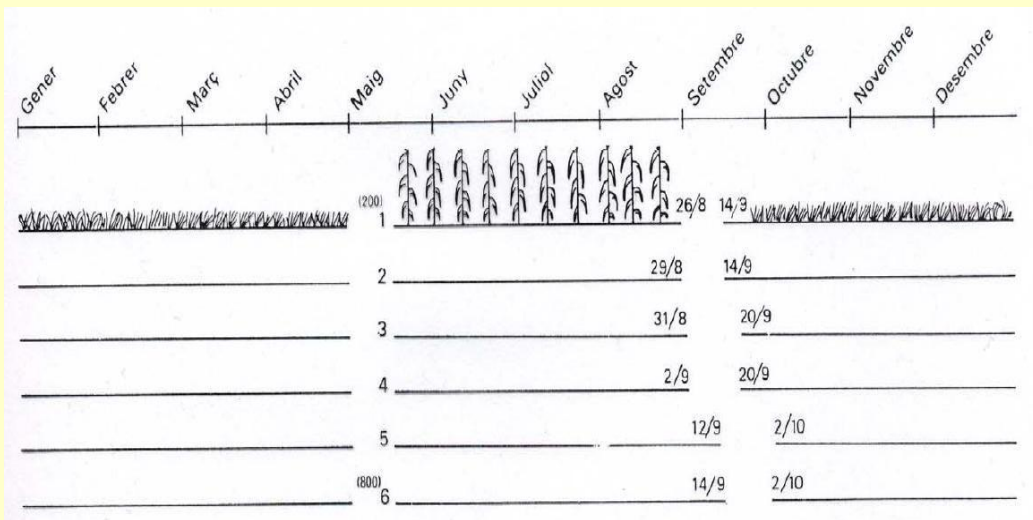 Gener Febrer Març Abril Maig Juny Juliol Agost Setembre Octubre Novembre Desembre
(200) 1 26/8 14/9
2 29/8 14/9
3 31/8 20/9
4 2/9 20/9
5 12/9 2/10
(800) 6 14/9 2/10